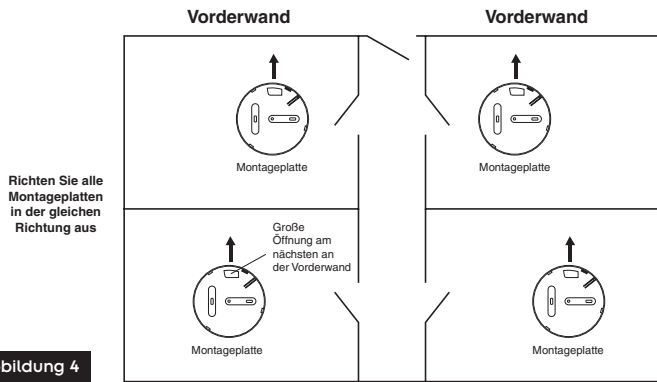 Vorderwand
Vorderwand
Montageplatte
Montageplatte
Richten Sie alle
Montageplatten
in der gleichen
Richtung aus
Große
Öffnung am
nächsten an
der Vorderwand
Montageplatte
Montageplatte
bildung 4